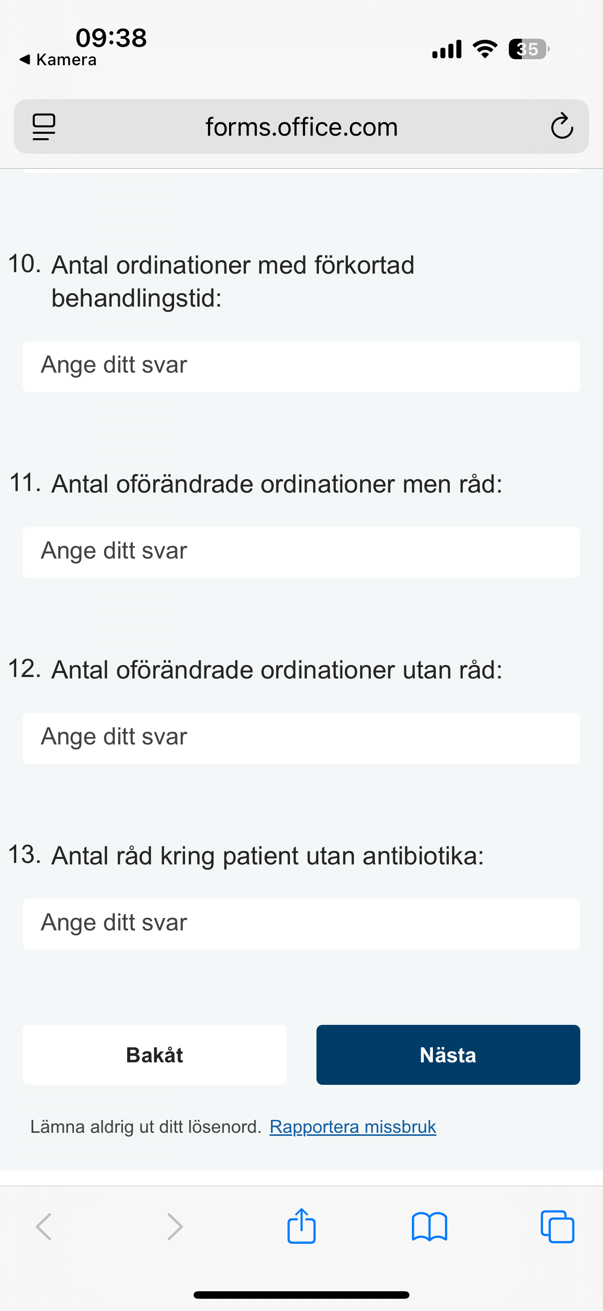 09:38
◀ Kamera
35
forms.office.com
10. Antal ordinationer med förkortad
behandlingstid:
Ange ditt svar
11. Antal oförändrade ordinationer men råd:
Ange ditt svar
12. Antal oförändrade ordinationer utan råd:
Ange ditt svar
13. Antal råd kring patient utan antibiotika:
Ange ditt svar
Bakåt
Nästa
Lämna aldrig ut ditt lösenord. Rapportera missbruk